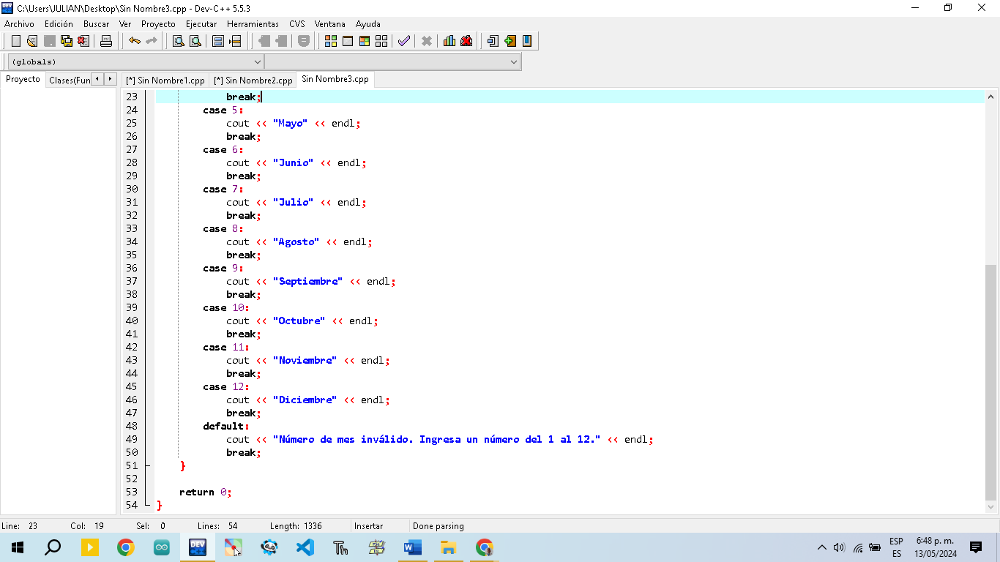 C:\Users\JULIAN\Desktop\Sin Nombre3.cpp - Dev-C++ 5.5.3
Archivo Edición Buscar Ver Proyecto Ejecutar Herramientas CVS Ventana Ayuda
(globals)
Proyecto Clases(Fun [*] Sin Nombre1.cpp [*] Sin Nombre2.cpp Sin Nombre3.cpp
23 break;
24 case 5:
25 cout << "Mayo" << endl;
26 break;
27 case 6:
28 cout << "Junio" << endl;
29 break;
30 case 7:
31 cout << "Julio" << endl;
32 break;
33 case 8:
34 cout << "Agosto" << endl;
35 break;
36 case 9:
37 cout << "Septiembre" << endl;
38 break;
39 case 10:
40 cout << "Octubre" << endl;
41 break;
42 case 11:
43 cout << "Noviembre" << endl;
44 break;
45 case 12:
46 cout << "Diciembre" << endl;
47 break;
48 default:
49 cout << "Número de mes inválido. Ingresa un número del 1 al 12." << endl;
50 break;
51 }
52
53 return 0;
54 }
Line: 23 Col: 19 Sel: 0 Lines: 54 Length: 1336 Insertar Done parsing
DEV ESP 6:48 p. m.
ES 13/05/2024